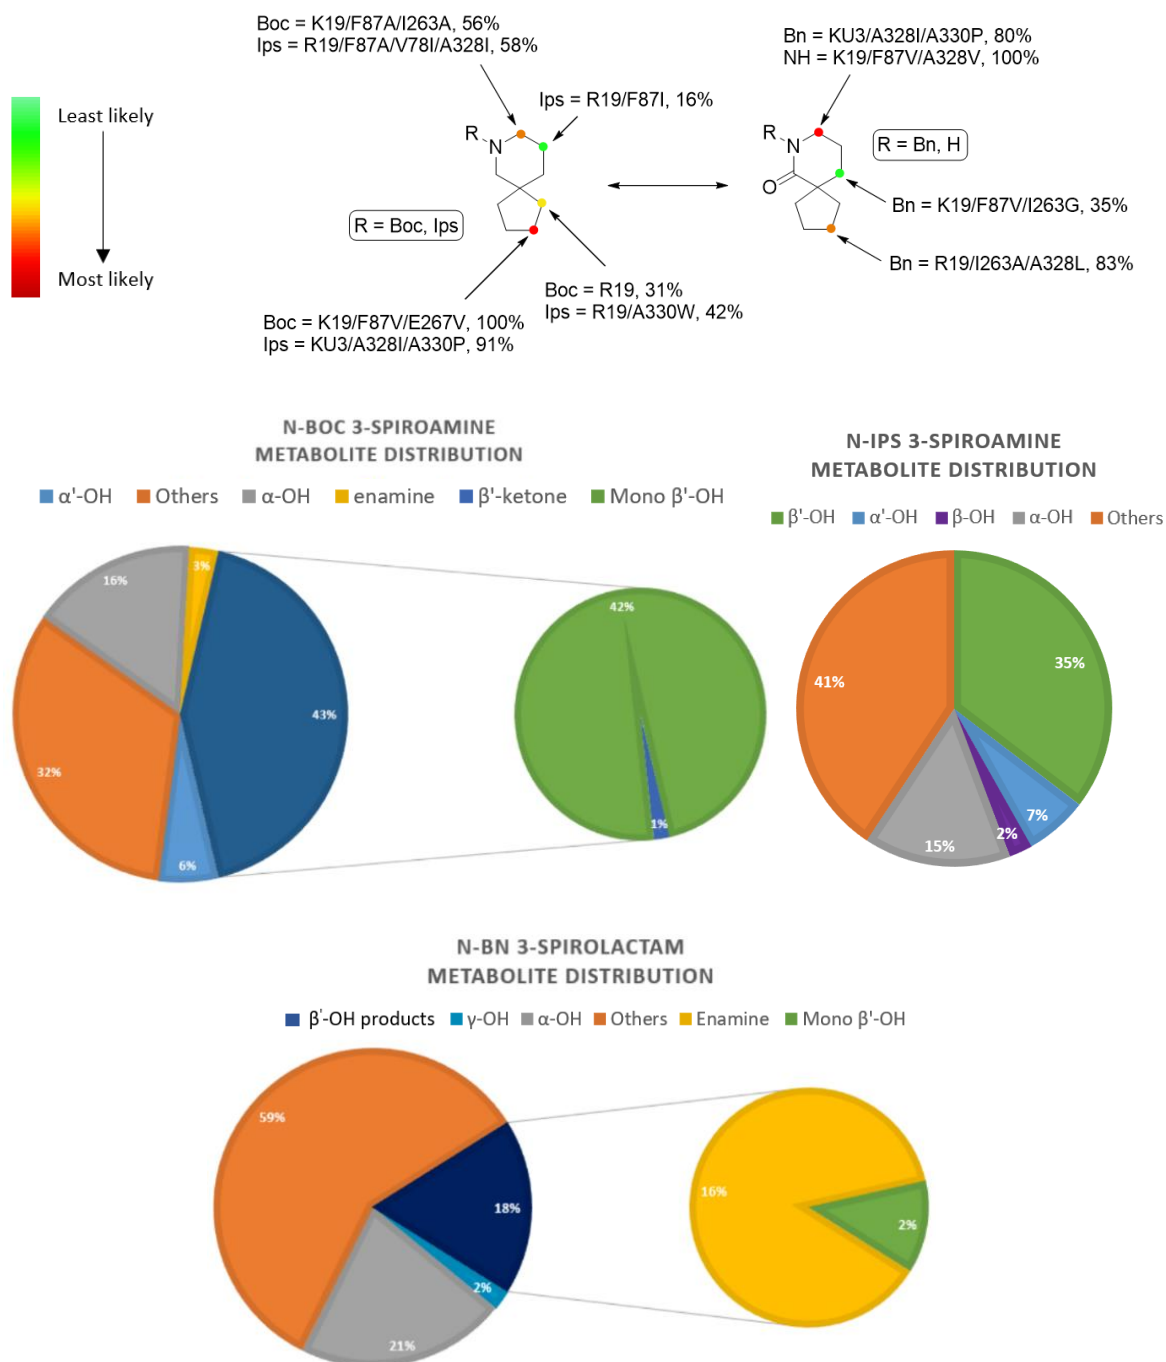 Boc = K19/F87A/I263A, 56%
Ips = R19/F87A/V78I/A328I, 58%
Bn = KU3/A328I/A330P, 80%
NH = K19/F87V/A328V, 100%
Least likely
Most likely
Ips = R19/F87I, 16%
R
N
R = Boc, Ips
R
N
O
R = Bn, H
Bn = K19/F87V/I263G, 35%
Bn = R19/I263A/A328L, 83%
Boc = R19, 31%
Ips = R19/A330W, 42%
Boc = K19/F87V/E267V, 100%
Ips = KU3/A328I/A330P, 91%
N-BOC 3-SPIROAMINE
METABOLITE DISTRIBUTION
α'-OH Others α-OH enamine β'-ketone Mono β'-OH
16%
3%
43%
32%
6%
42%
1%
N-IPS 3-SPIROAMINE
METABOLITE DISTRIBUTION
β'-OH α'-OH β-OH α-OH Others
41%
35%
7%
2%
15%
N-BN 3-SPIROLACTAM
METABOLITE DISTRIBUTION
β'-OH products γ-OH α-OH Others Enamine Mono β'-OH
59%
18%
2%
21%
16%
2%